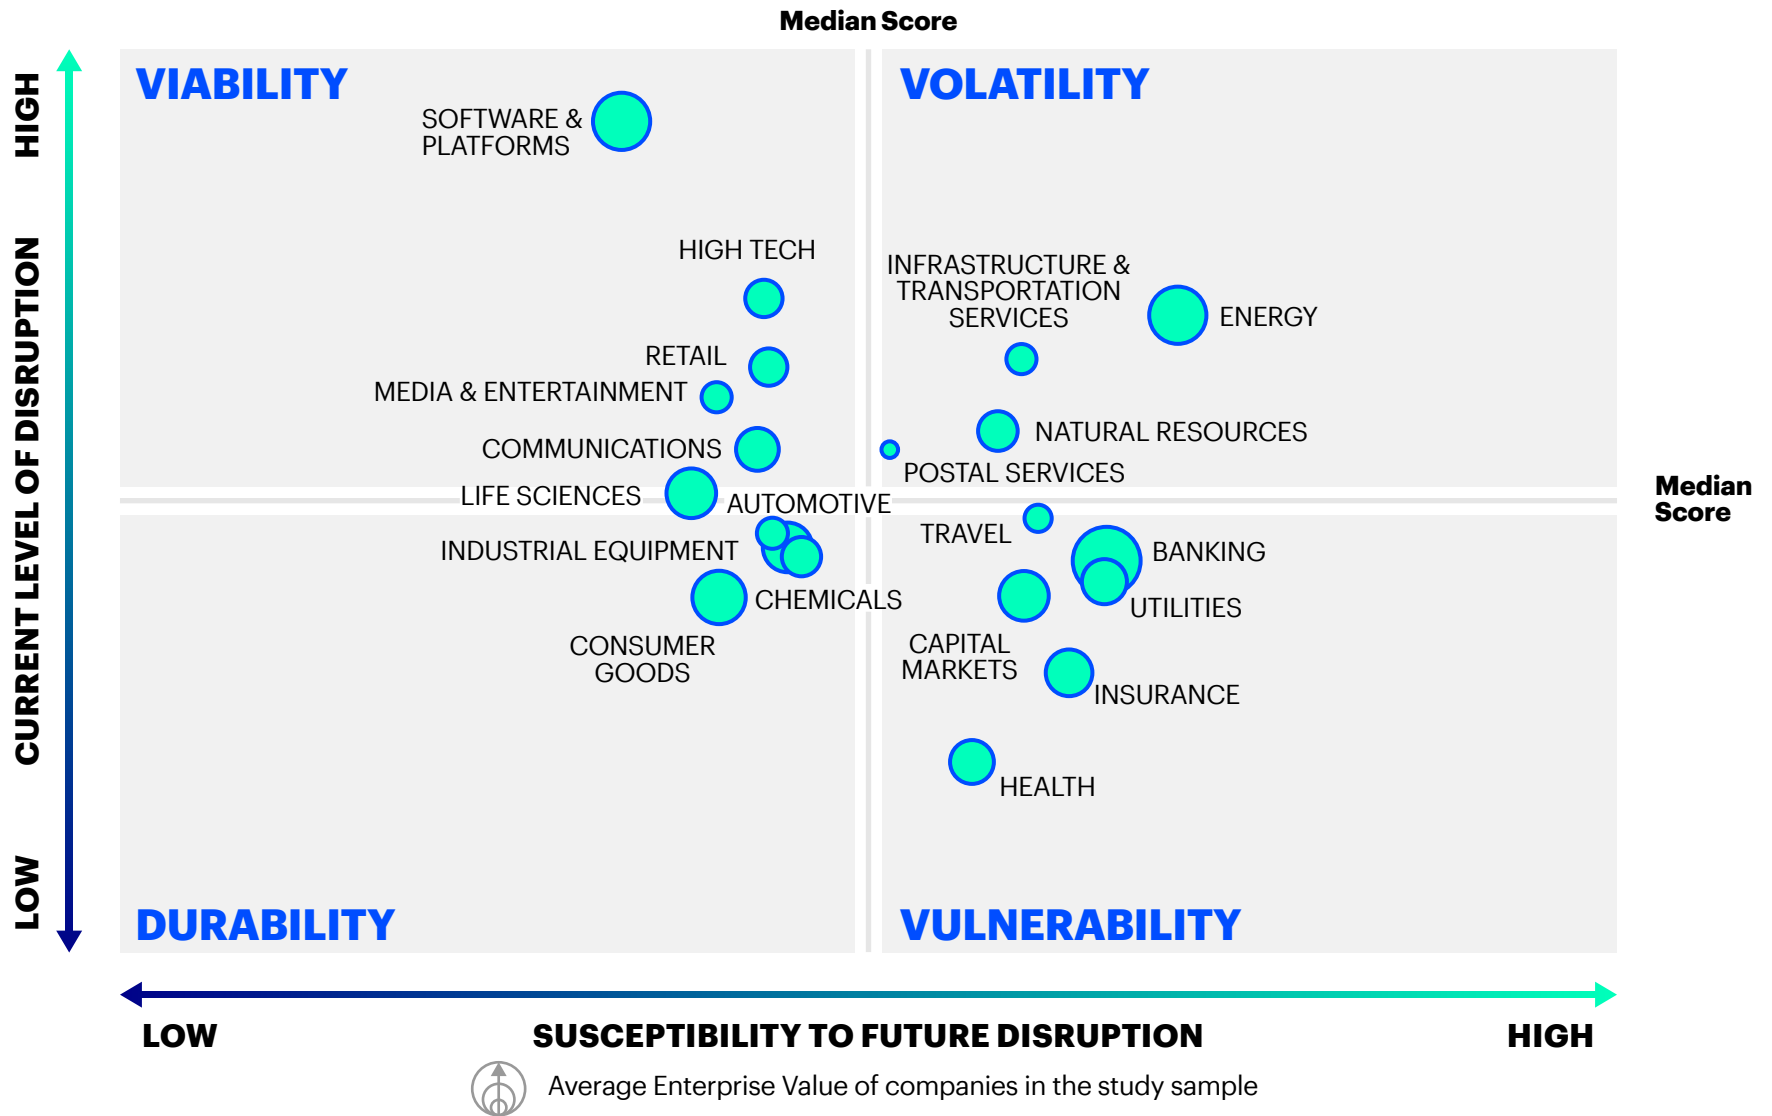 Median Score
VIABILITY
VOLATILITY
HIGH
CURRENT LEVEL OF DISRUPTION
LOW
SOFTWARE &
PLATFORMS
HIGH TECH
RETAIL
MEDIA & ENTERTAINMENT
COMMUNICATIONS
LIFE SCIENCES
INFRASTRUCTURE &
TRANSPORTATION
SERVICES
ENERGY
NATURAL RESOURCES
POSTAL SERVICES
Median
Score
AUTOMOTIVE
INDUSTRIAL EQUIPMENT
CHEMICALS
CONSUMER
GOODS
TRAVEL
BANKING
UTILITIES
CAPITAL
MARKETS
INSURANCE
HEALTH
DURABILITY
VULNERABILITY
LOW
SUSCEPTIBILITY TO FUTURE DISRUPTION
HIGH
Average Enterprise Value of companies in the study sample